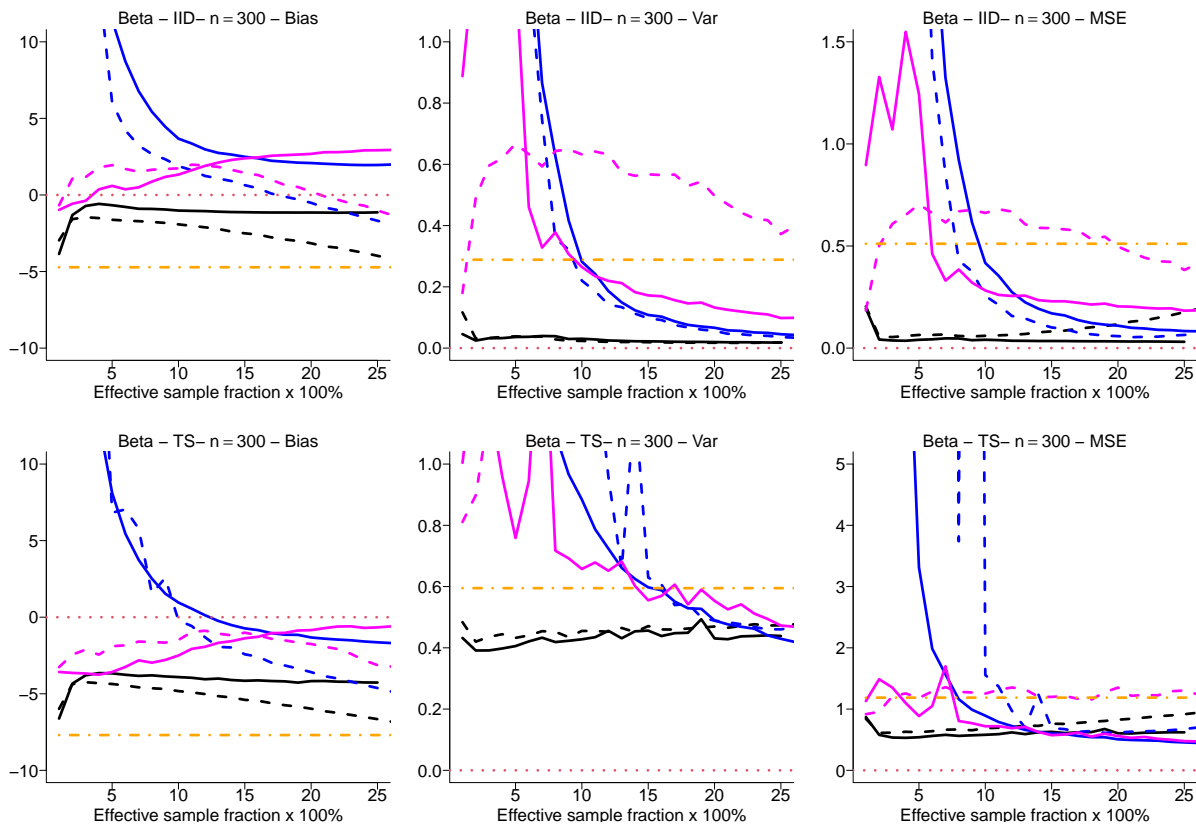 Beta − IID− n = 300 − Bias
10
5
0
−5
−10
5 10 15 20 25
Effective sample fraction x 100%
Beta − IID− n = 300 − Var
1.0
0.8
0.6
0.4
0.2
0.0
5 10 15 20 25
Effective sample fraction x 100%
Beta − IID− n = 300 − MSE
1.5
1.0
0.5
0.0
5 10 15 20 25
Effective sample fraction x 100%
Beta − TS− n = 300 − Bias
10
5
0
−5
−10
5 10 15 20 25
Effective sample fraction x 100%
Beta − TS− n = 300 − Var
1.0
0.8
0.6
0.4
0.2
0.0
5 10 15 20 25
Effective sample fraction x 100%
Beta − TS− n = 300 − MSE
5
4
3
2
1
0
5 10 15 20 25
Effective sample fraction x 100%